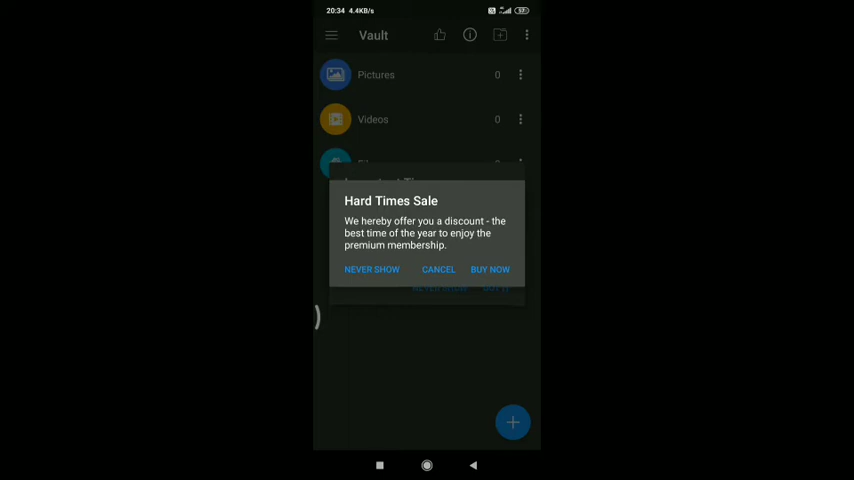 20:34 4.4KB/s 57
Vault
Pictures 0
Videos 0
Hard Times Sale
We hereby offer you a discount - the
best time of the year to enjoy the
premium membership.
NEVER SHOW CANCEL BUY NOW